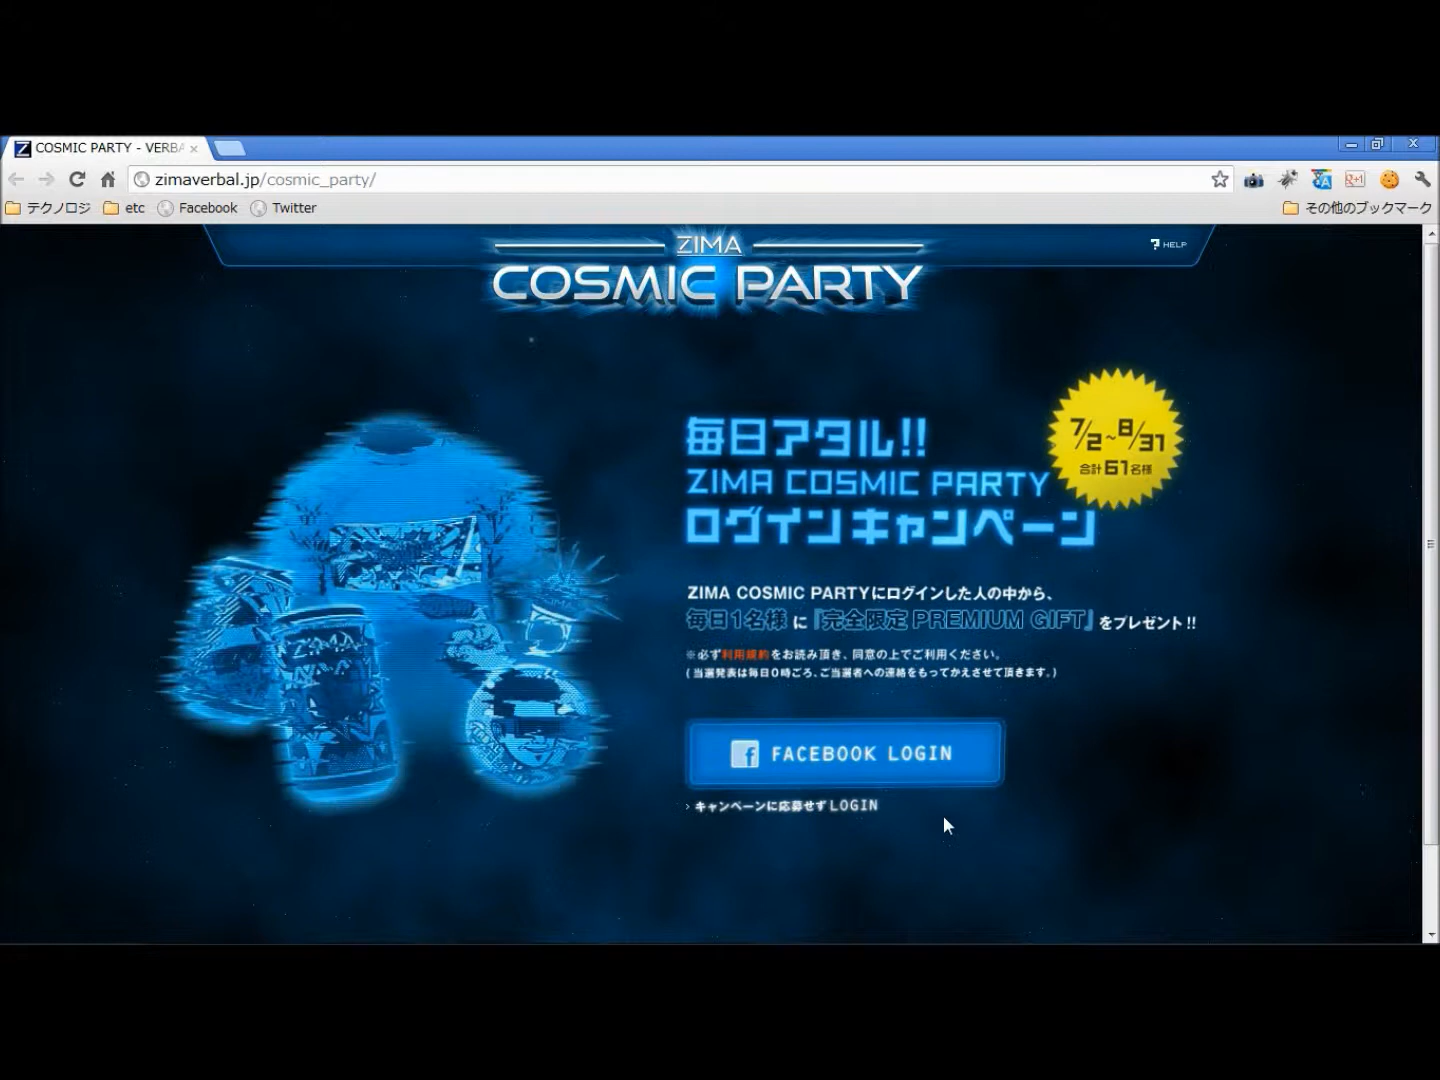 COSMIC PARTY - VERBA
zimaverbal.jp/cosmic_party/
テクノロジ etc Facebook Twitter その他のブックマーク
ZIMA
COSMIC PARTY
? HELP
毎日アタル!!
ZIMA COSMIC PARTY
ログインキャンペーン
7/2~8/31
合計61名様
ZIMA COSMIC PARTYにログインした人の中から、
毎日1名様に『完全限定 PREMIUM GIFT』をプレゼント!!
※必ず利用規約をお読み頂き、同意の上でご利用ください。
(当選発表は毎日0時ごろ、ご当選者への連絡をもってかえさせて頂きます。)
f FACEBOOK LOGIN
› キャンペーンに応募せずLOGIN
ZIMA